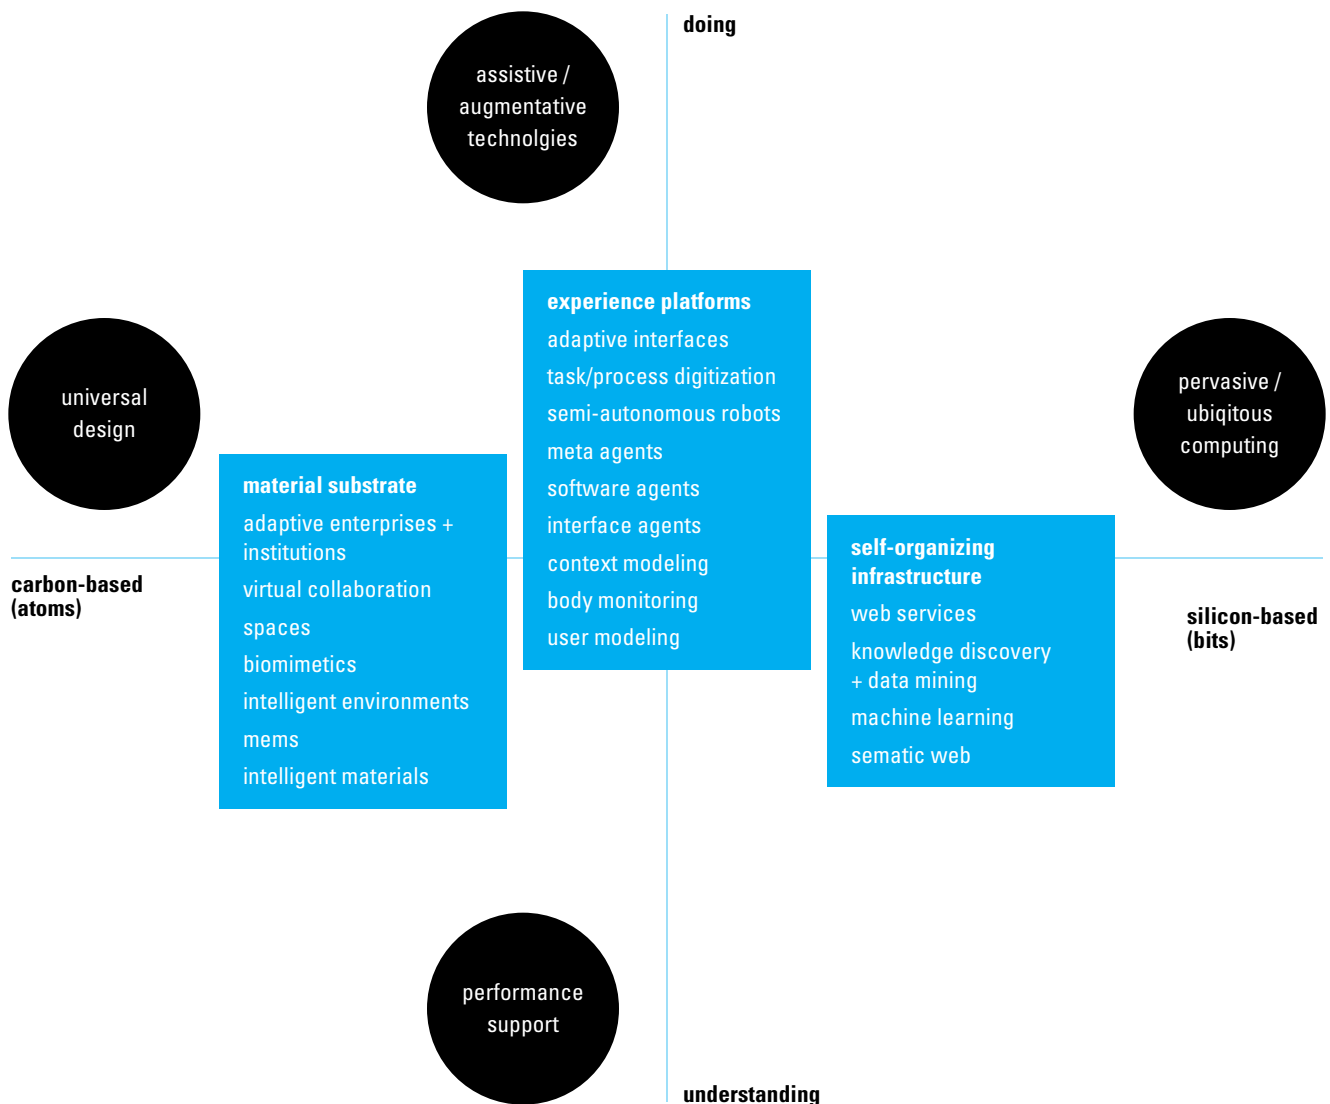 doing
assistive /
augmentative
technolgies
experience platforms
adaptive interfaces
task/process digitization
semi-autonomous robots
meta agents
software agents
interface agents
context modeling
body monitoring
user modeling
universal
design
pervasive /
ubiqitous
computing
material substrate
adaptive enterprises +
institutions
virtual collaboration
spaces
biomimetics
intelligent environments
mems
intelligent materials
self-organizing
infrastructure
web services
knowledge discovery
+ data mining
machine learning
sematic web
carbon-based
(atoms)
silicon-based
(bits)
performance
support
understanding